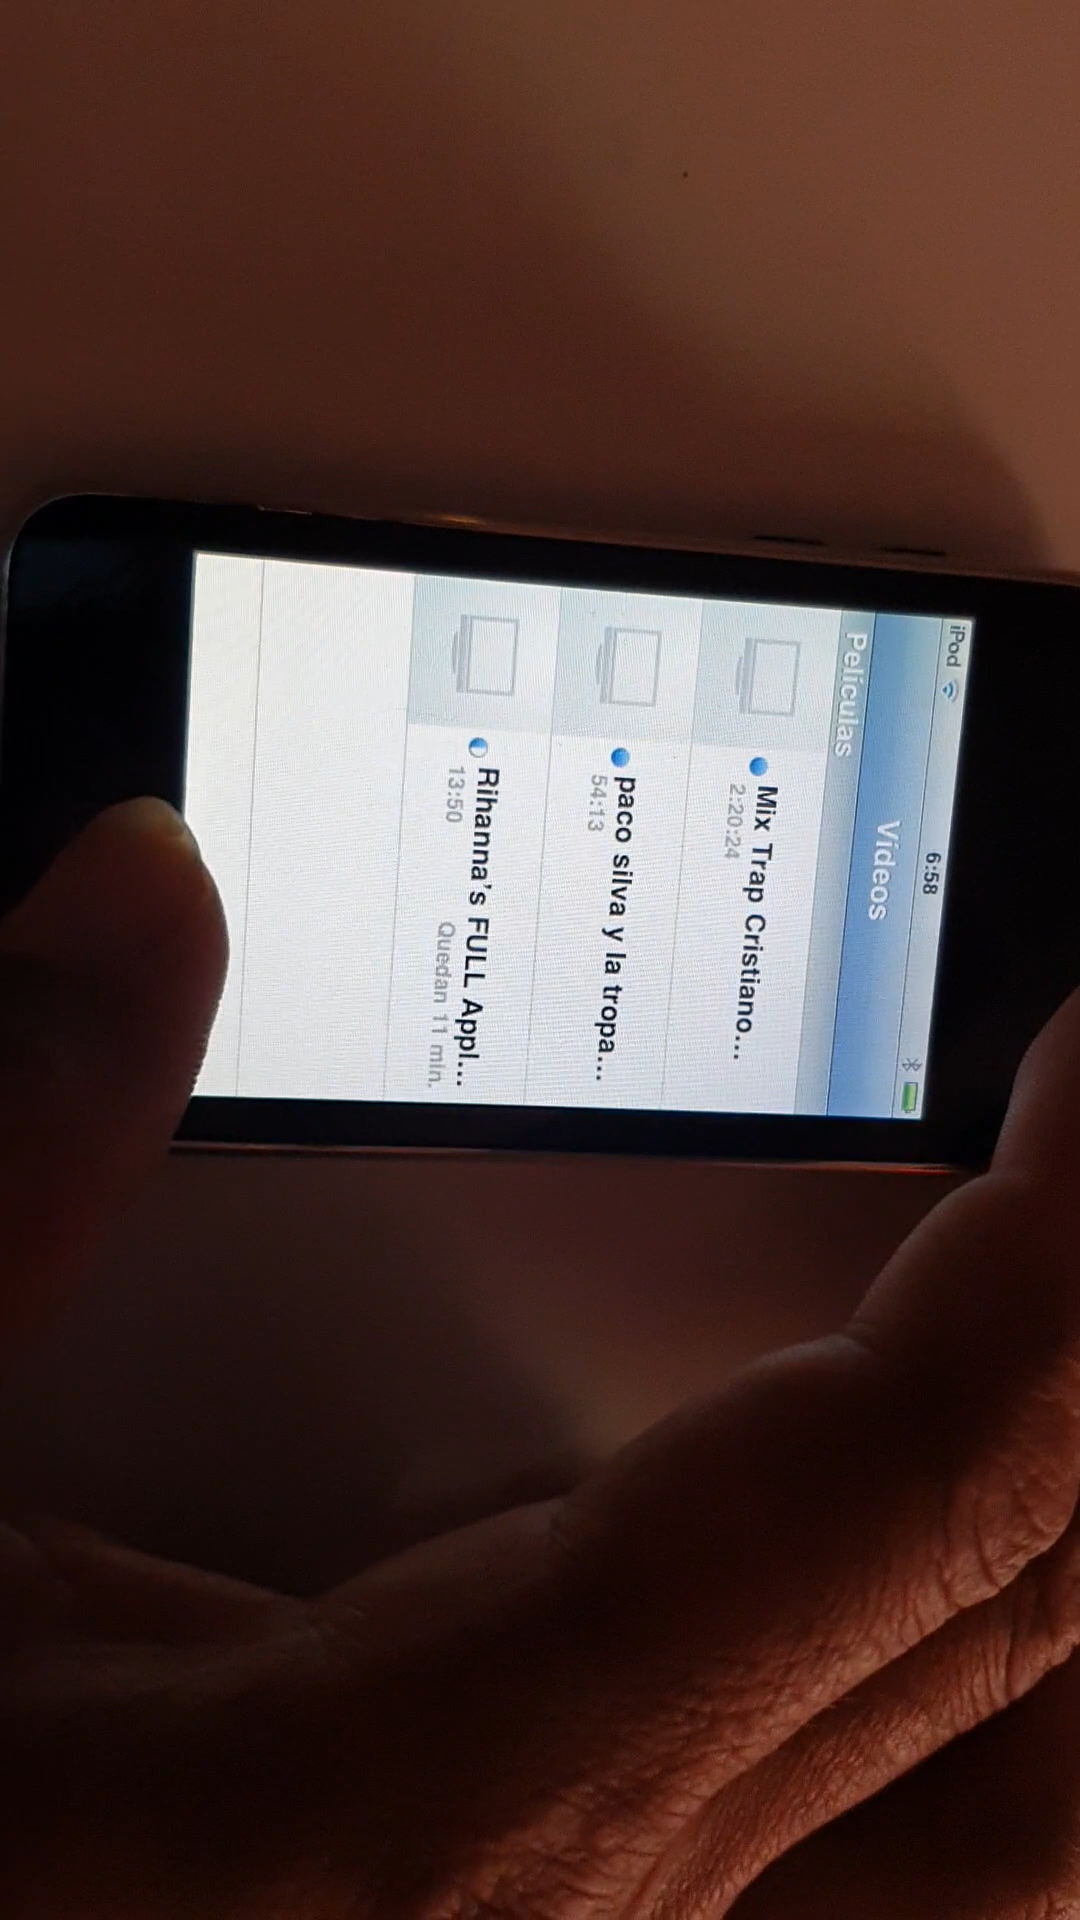 iPod 6:58
Vídeos
Películas
Mix Trap Cristiano...
2:20:24
paco silva y la tropa...
54:13
Rihanna's FULL Appl...
13:50 Quedan 11 min.